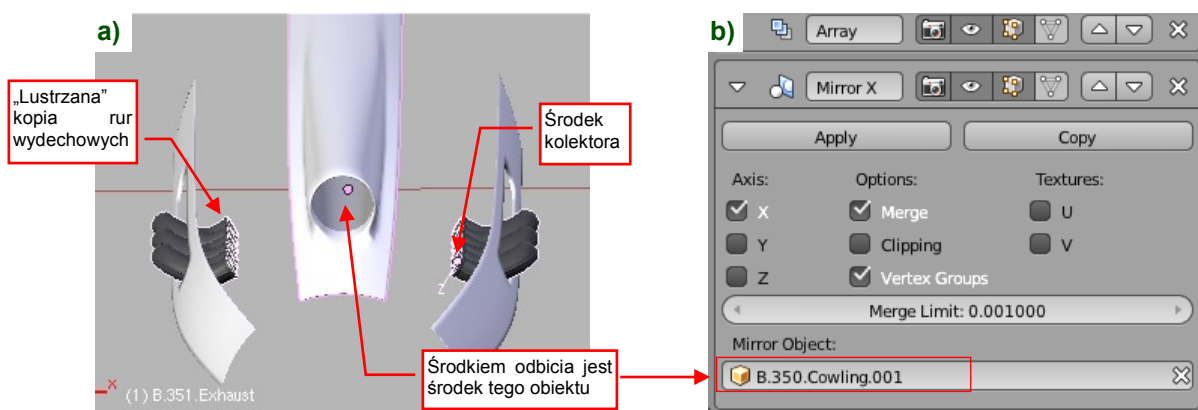 a)
„Lustrzana”
kopia rur
wydechowych
Środek
kolektora
Z
Środkiem odbicia jest
środek tego obiektu
x
(1) B.351.Exhaust
b)
Array
Mirror X
Apply
Copy
Axis:
Options:
Textures:
X
Merge
U
Y
Clipping
V
Z
Vertex Groups
Merge Limit: 0.001000
Mirror Object:
B.350.Cowling.001